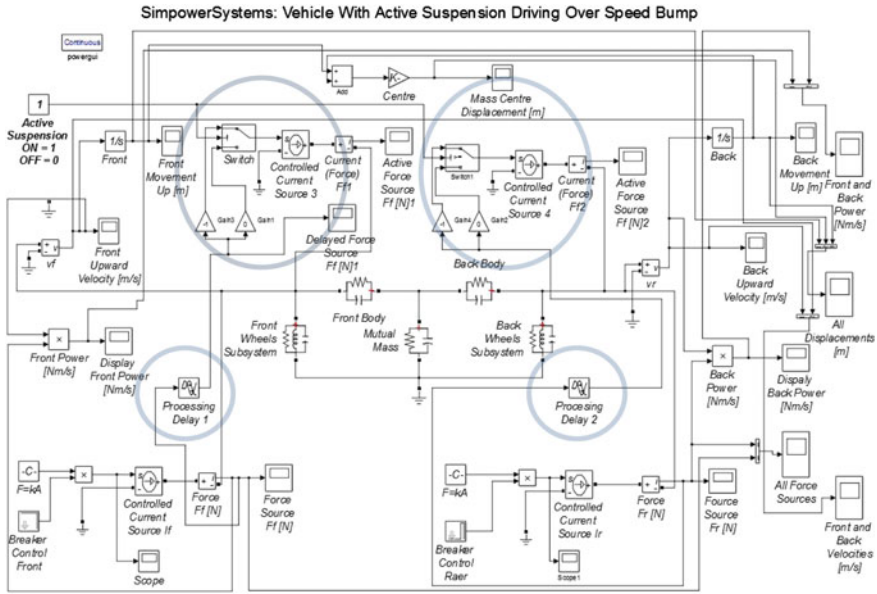 SimpowerSystems: Vehicle With Active Suspension Driving Over Speed Bump
Continuous
powergui
1
Active
Suspension
ON = 1
OFF = 0
1/s
Front
Front
Movement
Up [m]
Switch
Controlled
Current
Source 3
Current
(Force)
Ff1
Active
Force
Source
Ff [N]1
Add
K-
Centre
Mass Centre
Displacement [m]
Switch1
Controlled
Current
Source 4
Current
(Force)
Ff2
Active
Force
Source
Ff [N]2
1/s
Back
Back
Movement
Up [m]
Front and
Back
Power
[Nm/s]
-1
Gain3
0
Gain1
Delayed Force
Source
Ff [N]1
-1
Gain4
0
Gain2
vf
Front
Upward
Velocity [m/s]
Back Body
vr
Back
Upward
Velocity [m/s]
All
Displacements
[m]
Front Body
Front
Wheels
Subsystem
Mutual
Mass
Back
Wheels
Subsystem
×
Front Power
[Nm/s]
Display
Front Power
[Nm/s]
×
Back
Power
[Nm/s]
Dispaly
Back Power
[Nm/s]
Processing
Delay 1
Procesing
Delay 2
-C-
F=kA
×
s
Controlled
Current
Source If
i
Force
Ff [N]
Force
Source
Ff [N]
Breaker
Control
Front
Scope
-C-
F=kA
×
s
Controlled
Current
Source Ir
i
Force
Fr [N]
Fource
Source
Fr [N]
Breaker
Control
Raer
Scope1
All Force
Sources
Front and
Back
Velocities
[m/s]